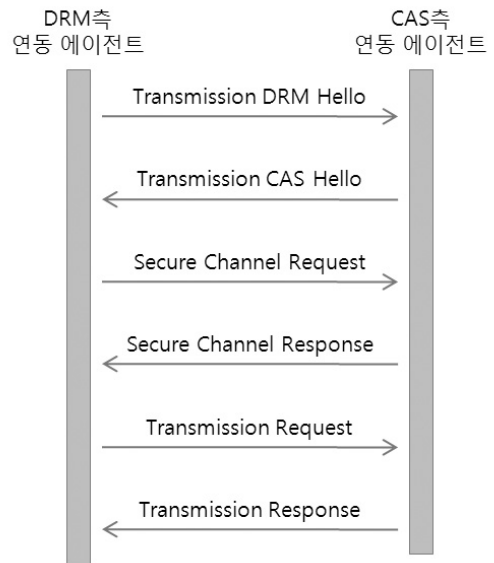 DRM측
연동 에이전트
CAS측
연동 에이전트
Transmission DRM Hello
Transmission CAS Hello
Secure Channel Request
Secure Channel Response
Transmission Request
Transmission Response